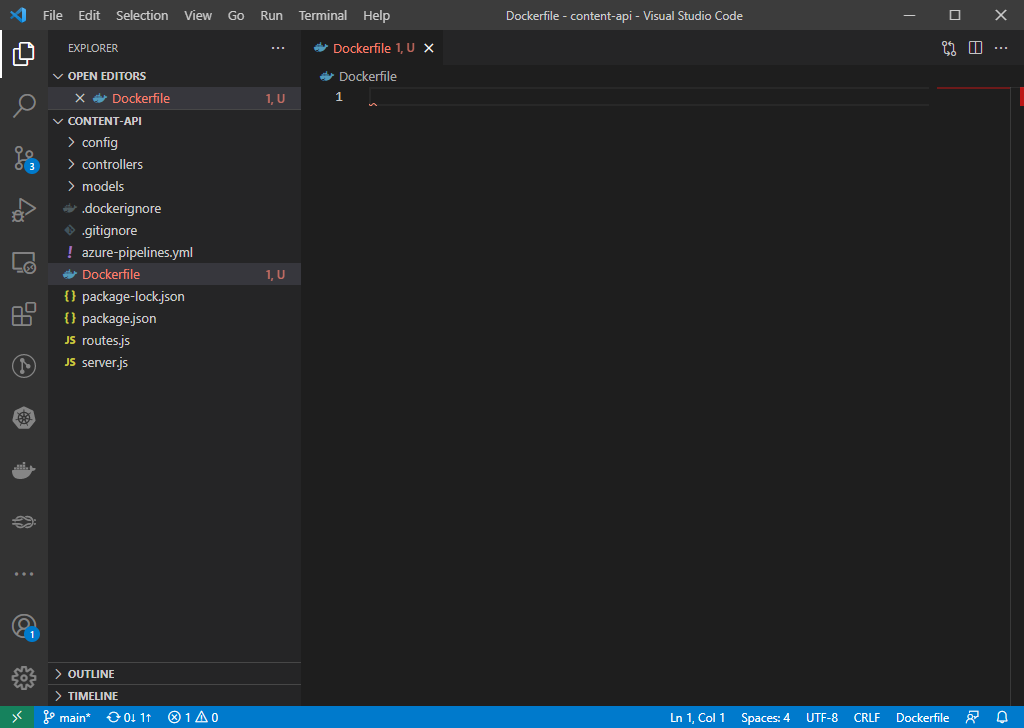 File Edit Selection View Go Run Terminal Help Dockerfile - content-api - Visual Studio Code
EXPLORER
Dockerfile 1, U
OPEN EDITORS
Dockerfile 1, U
CONTENT-API
config
controllers
models
.dockerignore
.gitignore
azure-pipelines.yml
Dockerfile 1, U
package-lock.json
package.json
JS routes.js
JS server.js
OUTLINE
TIMELINE
Dockerfile
1
3
1
main* 0↓ 1↑ 1 0 Ln 1, Col 1 Spaces: 4 UTF-8 CRLF Dockerfile